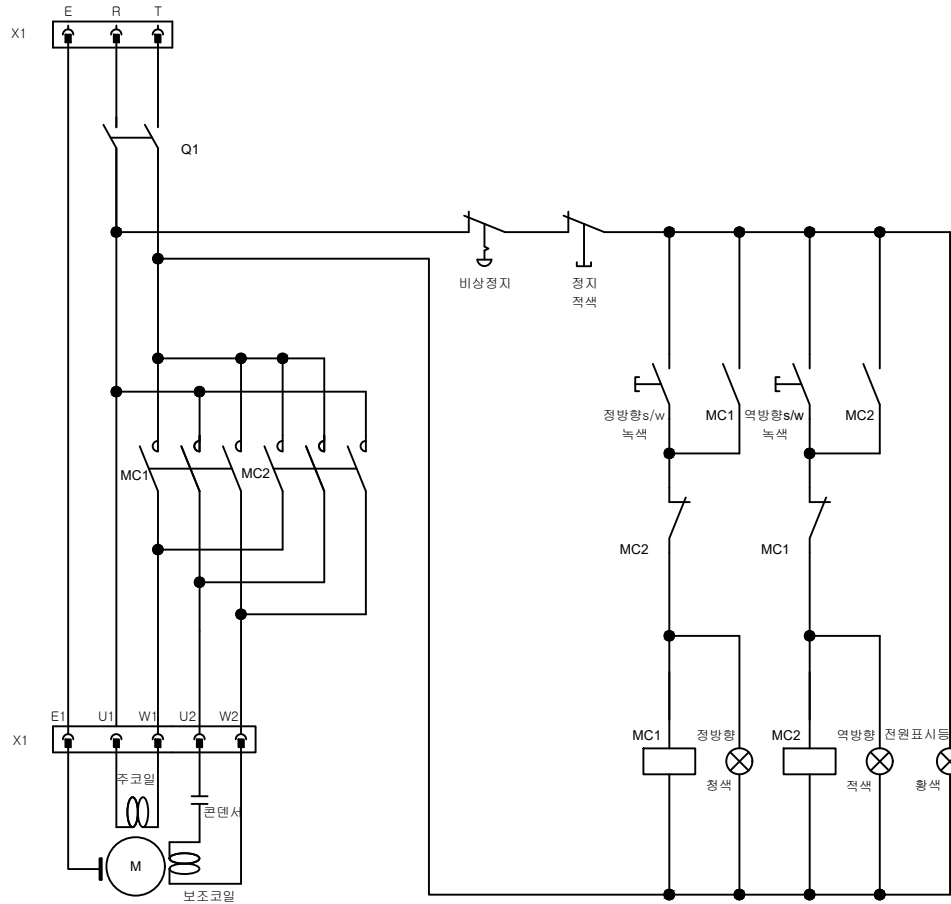 E R T
X1
Q1
비상정지
정지
적색
정방향s/w
녹색
MC1
역방향s/w
녹색
MC2
MC1
MC2
MC2
MC1
E1 U1 W1 U2 W2
X1
MC1
정방향
청색
MC2
역방향
적색
전원표시등
황색
주코일
콘덴서
M
보조코일